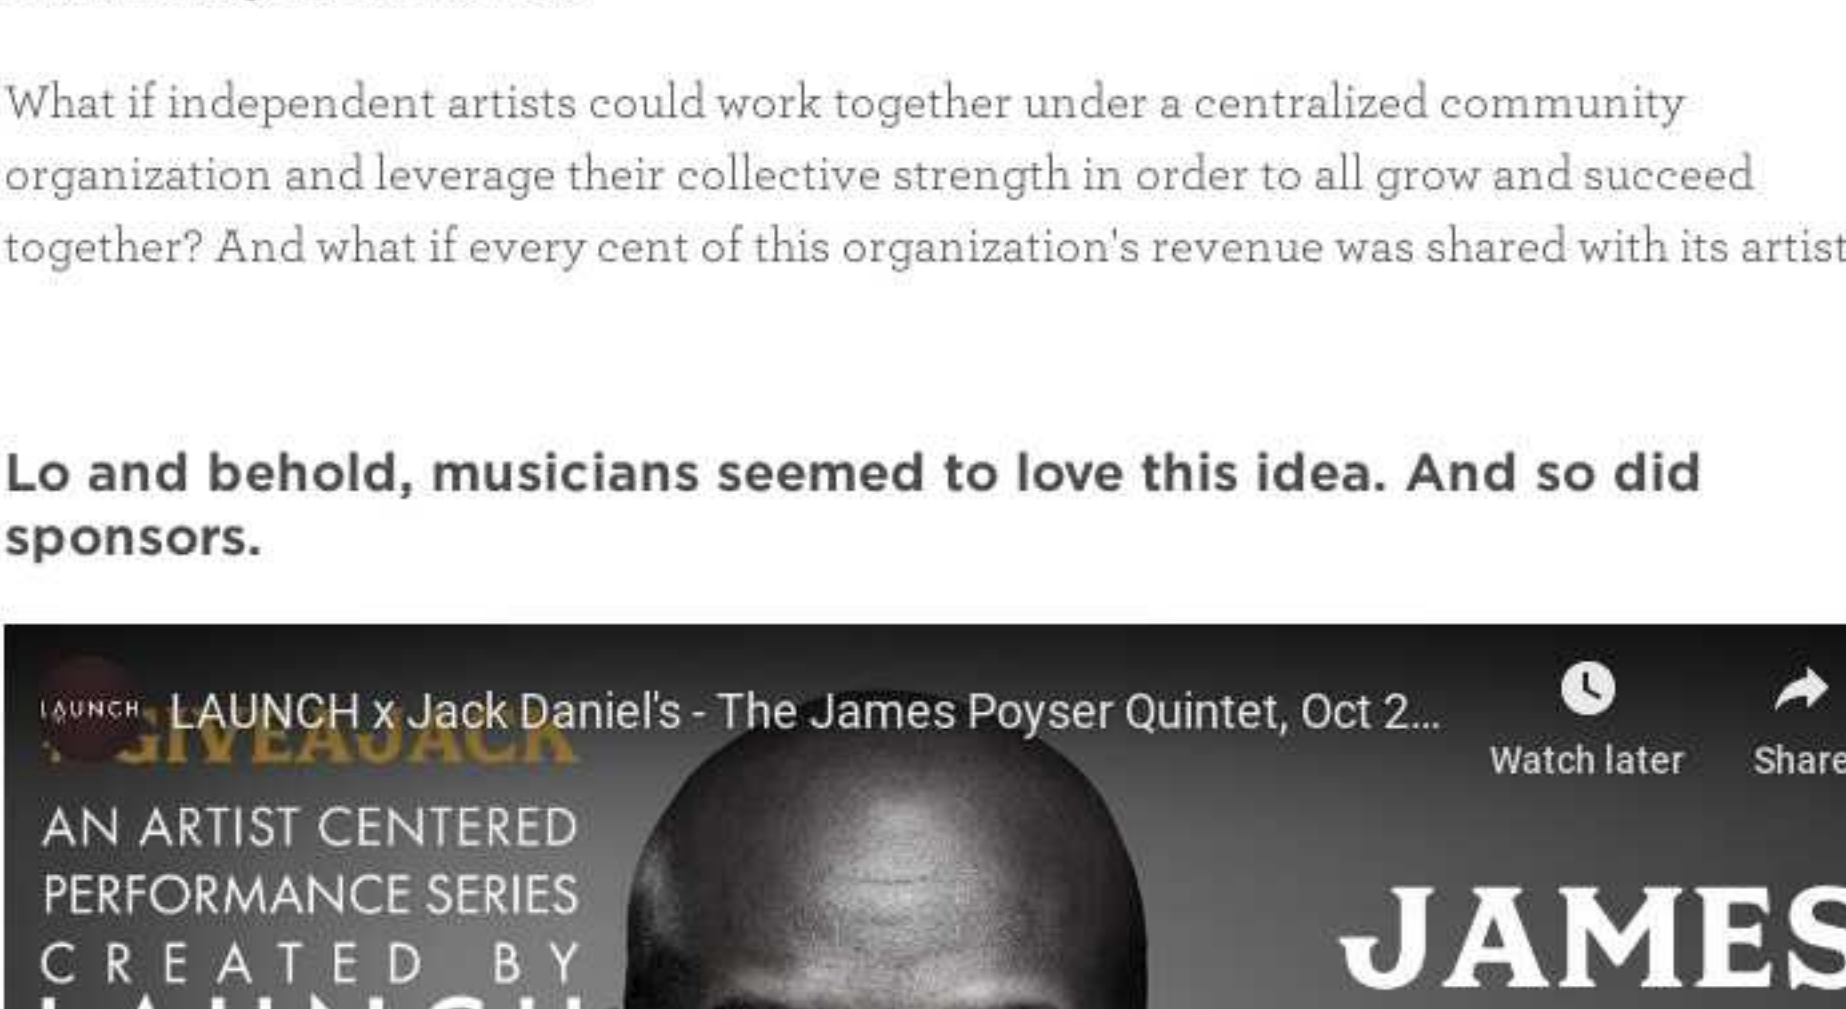 What if independent artists could work together under a centralized community
organization and leverage their collective strength in order to all grow and succeed
together? And what if every cent of this organization's revenue was shared with its artist
Lo and behold, musicians seemed to love this idea. And so did
sponsors.
LAUNCH
LAUNCH x Jack Daniel's - The James Poyser Quintet, Oct 2...
Watch later
Share
GIVEAJACK
AN ARTIST CENTERED
PERFORMANCE SERIES
CREATED BY
LAUNCH
JAMES